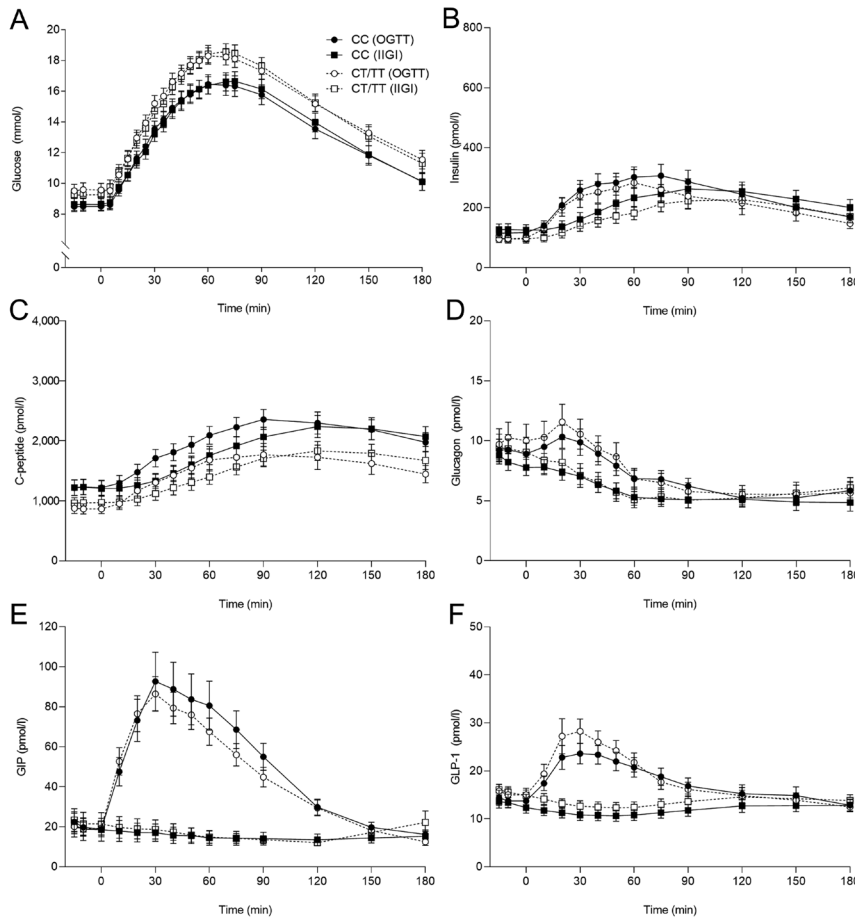 A
Glucose (mmol/)
20
18
16
14
12
10
8
0
0 30 60 90 120 150 180
Time (min)
CC (OGTT)
CC (IIGI)
CT/TT (OGTT)
CT/TT (IIGI)
B
Insulin (pmol/l)
800
600
400
200
0
0 30 60 90 120 150 180
Time (min)
C
C-peptide (pmol/l)
4,000
3,000
2,000
1,000
0
0 30 60 90 120 150 180
Time (min)
D
Glucagon (pmol/l)
20
15
10
5
0
0 30 60 90 120 150 180
Time (min)
E
GIP (pmol/l)
120
100
80
60
40
20
0
0 30 60 90 120 150 180
Time (min)
F
GLP-1 (pmol/l)
50
40
30
20
10
0
0 30 60 90 120 150 180
Time (min)